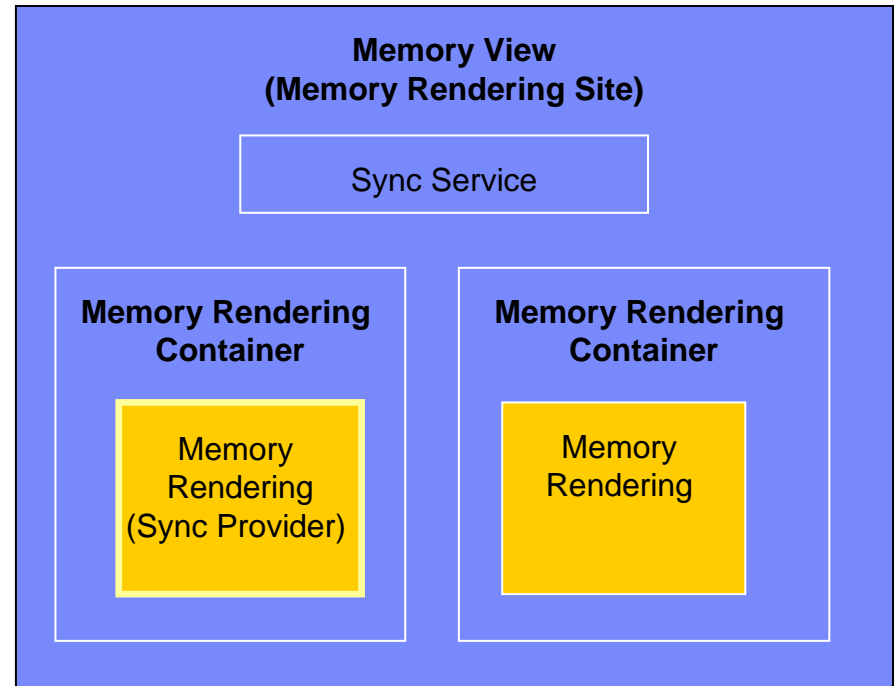 Memory View
(Memory Rendering Site)
Sync Service
Memory Rendering
Container
Memory
Rendering
(Sync Provider)
Memory Rendering
Container
Memory
Rendering